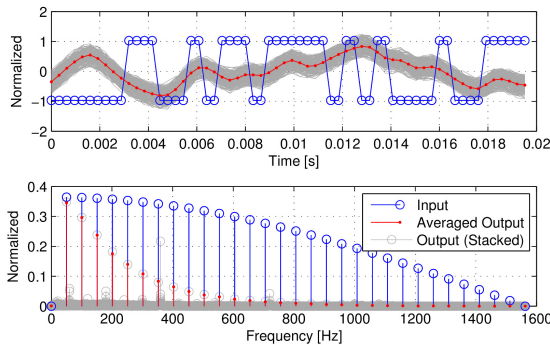 2
1
0
−1
−2
Normalized
0 0.002 0.004 0.006 0.008 0.01 0.012 0.014 0.016 0.018 0.02
Time [s]
0.4
0.3
0.2
0.1
0
Normalized
Input
Averaged Output
Output (Stacked)
0 200 400 600 800 1000 1200 1400 1600
Frequency [Hz]